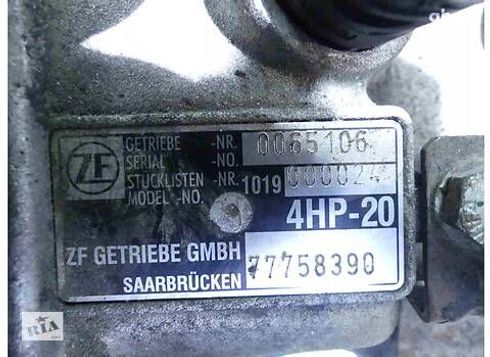 ZF
GETRIEBE -NR. 0065106
SERIAL -NO.
STUCKLISTEN -NR. 1019 000024
MODEL -NO.
4HP-20
ZF GETRIEBE GMBH 77758390
SAARBRÜCKEN
RIA